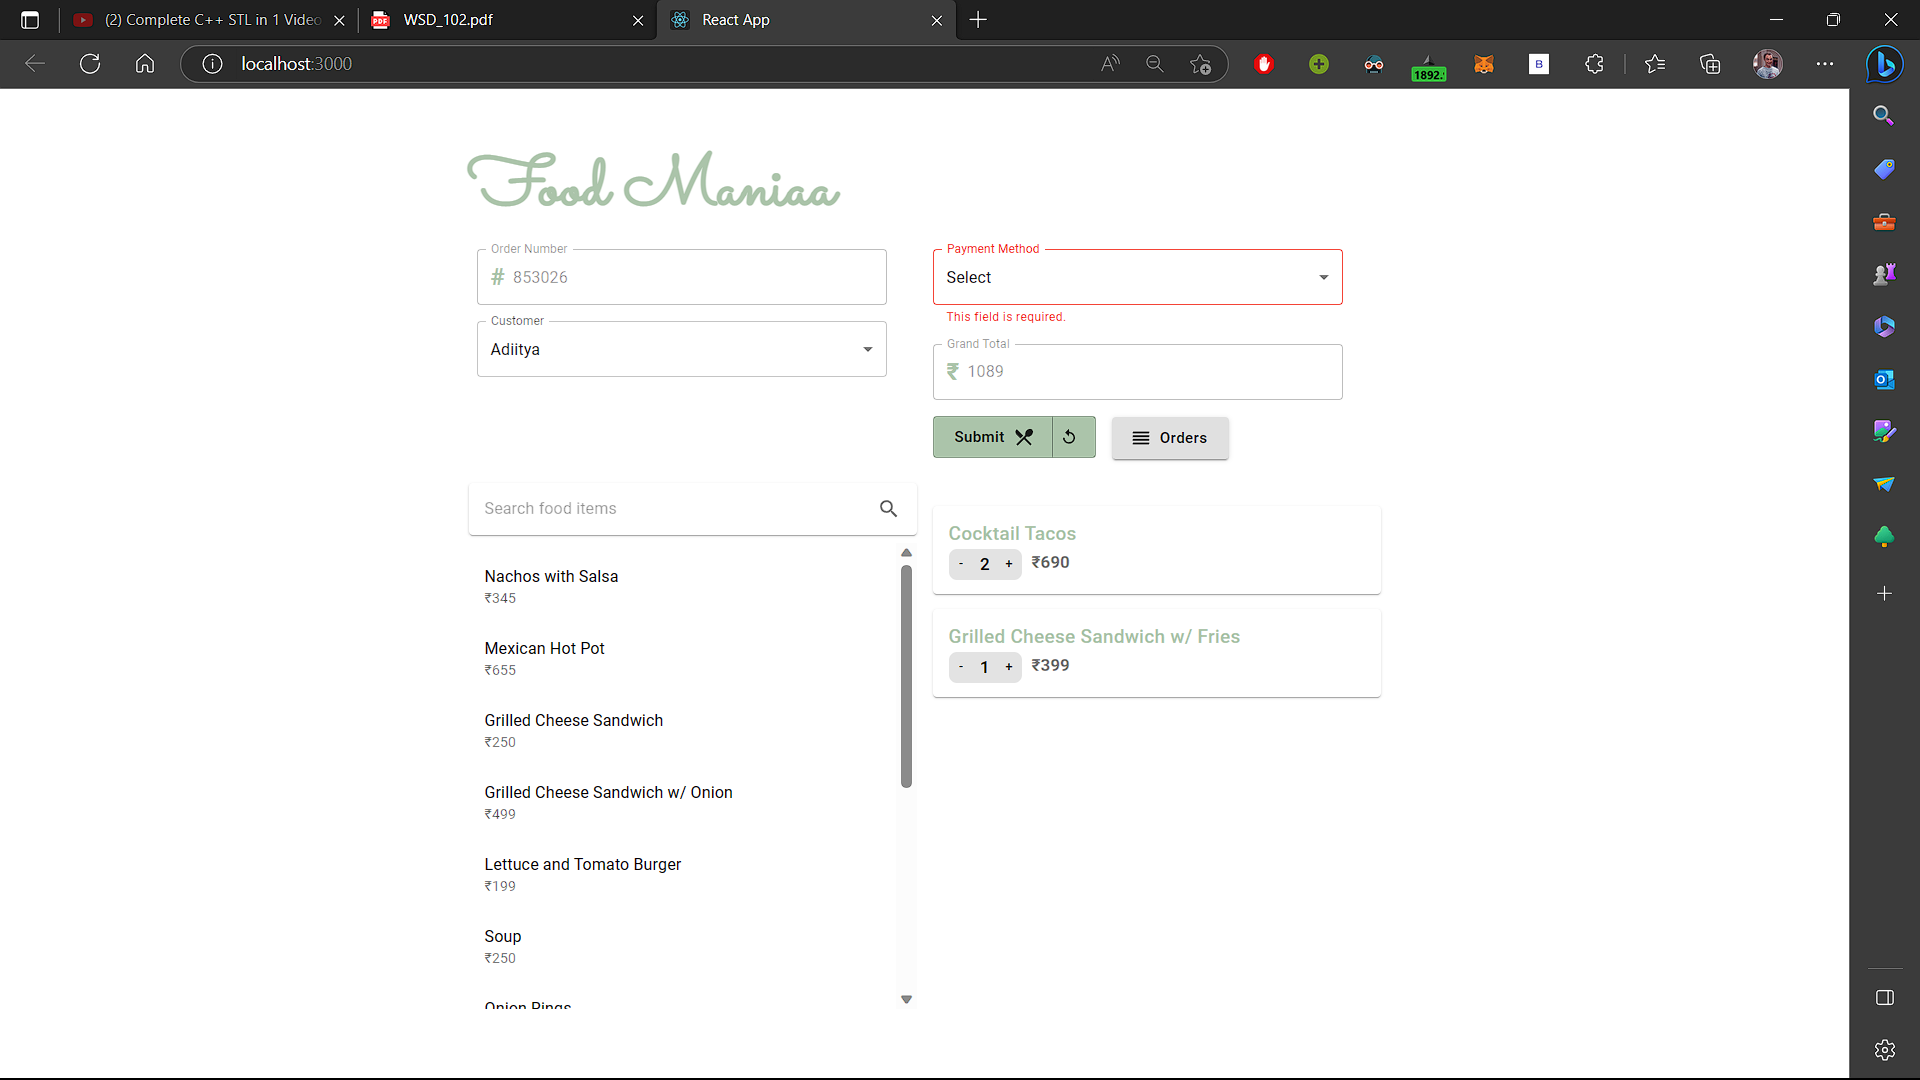 (2) Complete C++ STL in 1 Video
WSD_102.pdf
React App
localhost:3000
1892.
B
Food Maniaa
Order Number
# 853026
Customer
Adiitya
Payment Method
Select
This field is required.
Grand Total
₹ 1089
Submit
Orders
Search food items
Nachos with Salsa
₹345
Mexican Hot Pot
₹655
Grilled Cheese Sandwich
₹250
Grilled Cheese Sandwich w/ Onion
₹499
Lettuce and Tomato Burger
₹199
Soup
₹250
Onion Rings
Cocktail Tacos
- 2 + ₹690
Grilled Cheese Sandwich w/ Fries
- 1 + ₹399